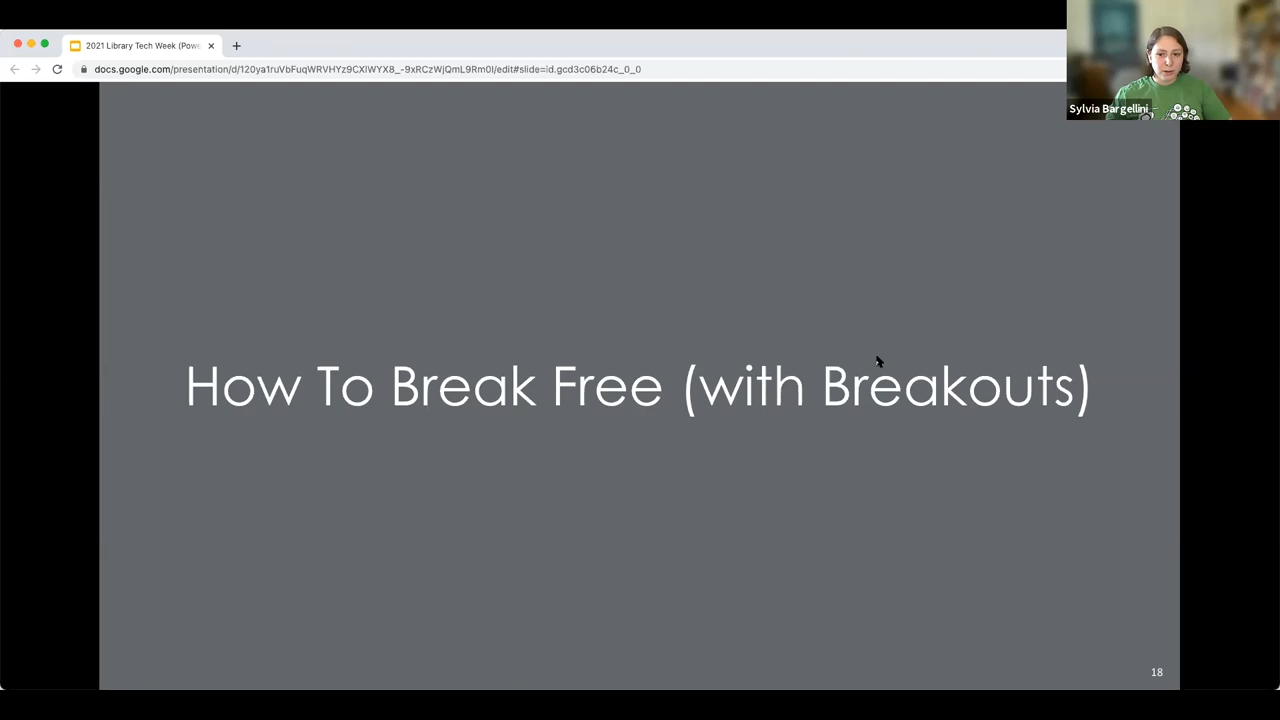 2021 Library Tech Week (Powe
docs.google.com/presentation/d/120ya1ruVbFuqWRVHYz9CXlWYX8_-9xRCzWjQmL9Rm0I/edit#slide=id.gcd3c06b24c_0_0
Sylvia Bargellini
How To Break Free (with Breakouts)
18